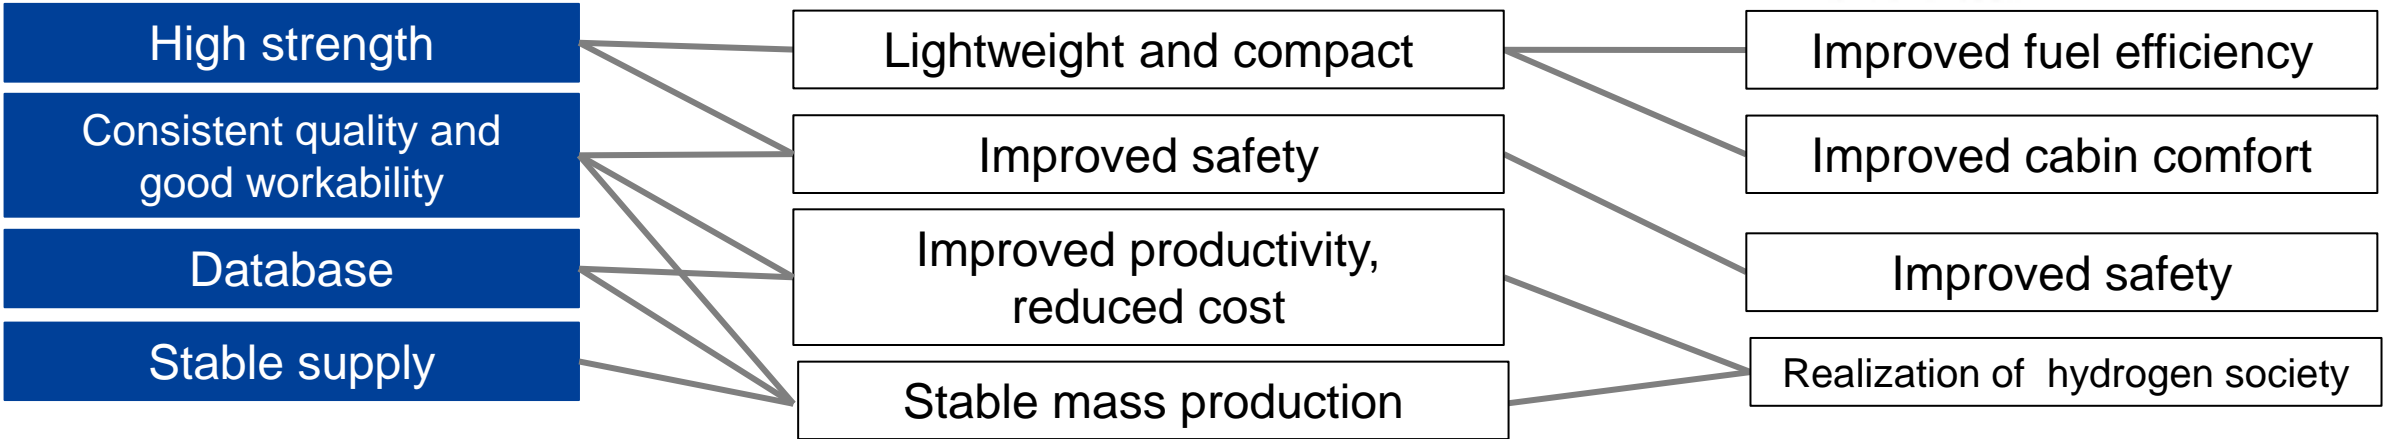 High strength
Consistent quality and
good workability
Database
Stable supply
Lightweight and compact
Improved safety
Improved productivity,
reduced cost
Stable mass production
Improved fuel efficiency
Improved cabin comfort
Improved safety
Realization of hydrogen society